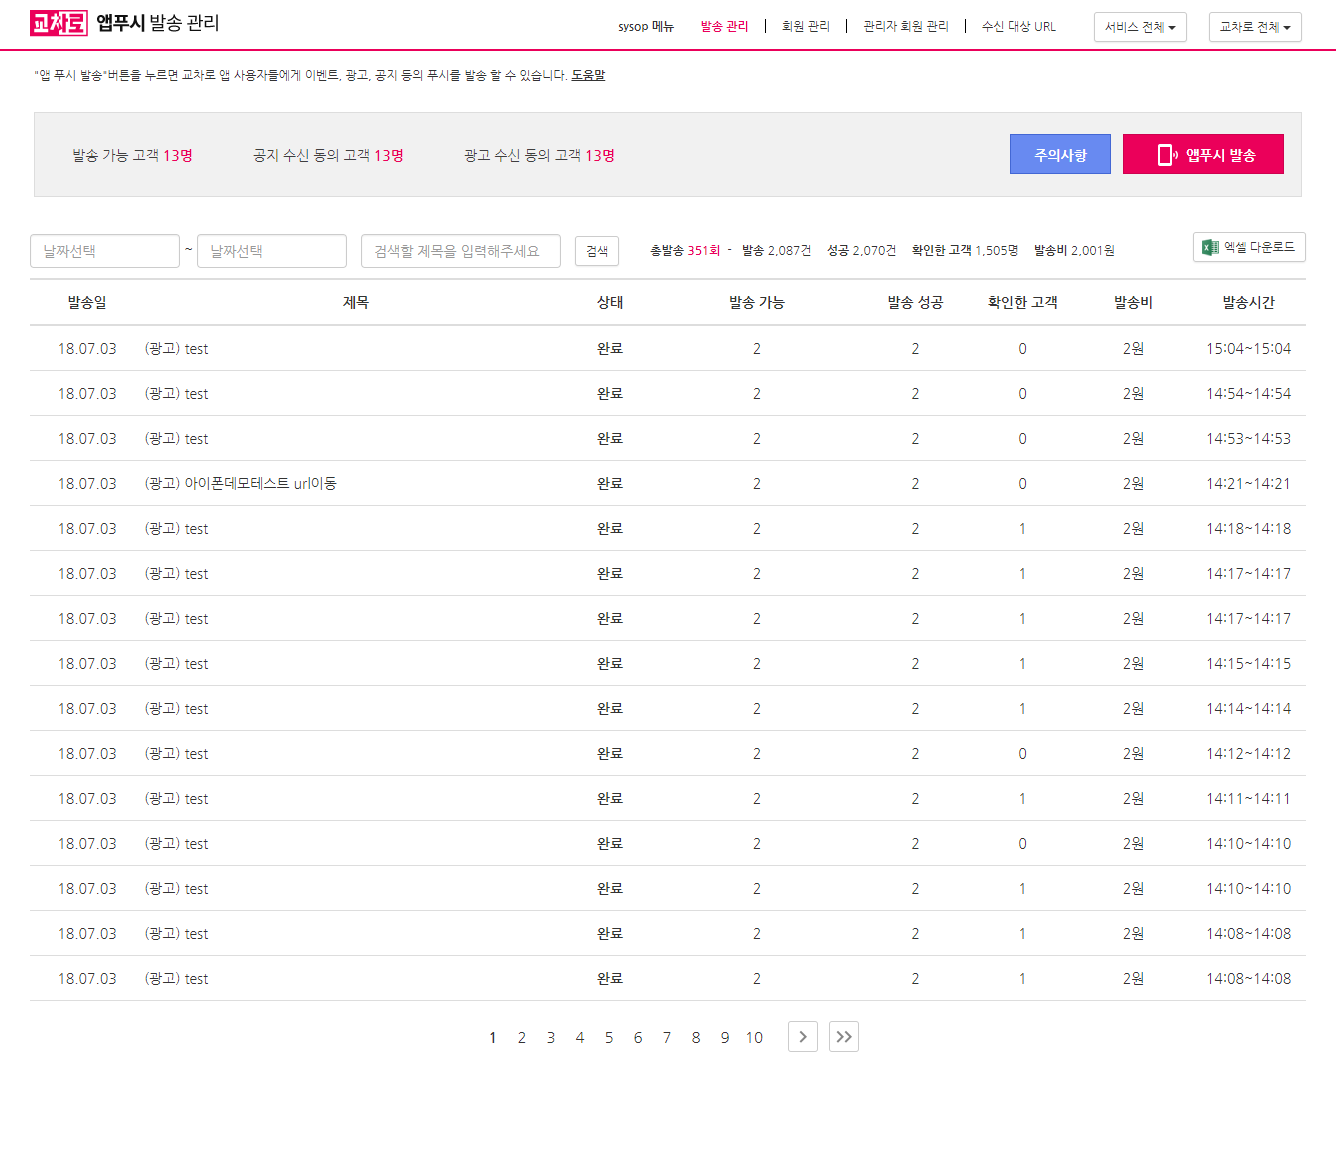 교차로 앱푸시 발송 관리 sysop 메뉴 발송 관리 회원 관리 관리자 회원 관리 수신 대상 URL 서비스 전체 교차로 전체
"앱 푸시 발송"버튼을 누르면 교차로 앱 사용자들에게 이벤트, 광고, 공지 등의 푸시를 발송 할 수 있습니다. 도움말
발송 가능 고객 13명 공지 수신 동의 고객 13명 광고 수신 동의 고객 13명 주의사항 앱푸시 발송
날짜선택 ~ 날짜선택 검색할 제목을 입력해주세요 검색 총발송 351회 - 발송 2,087건 성공 2,070건 확인한 고객 1,505명 발송비 2,001원 엑셀 다운로드
발송일 제목 상태 발송 가능 발송 성공 확인한 고객 발송비 발송시간
18.07.03 (광고) test 완료 2 2 0 2원 15:04~15:04
18.07.03 (광고) test 완료 2 2 0 2원 14:54~14:54
18.07.03 (광고) test 완료 2 2 0 2원 14:53~14:53
18.07.03 (광고) 아이폰데모테스트 url이동 완료 2 2 0 2원 14:21~14:21
18.07.03 (광고) test 완료 2 2 1 2원 14:18~14:18
18.07.03 (광고) test 완료 2 2 1 2원 14:17~14:17
18.07.03 (광고) test 완료 2 2 1 2원 14:17~14:17
18.07.03 (광고) test 완료 2 2 1 2원 14:15~14:15
18.07.03 (광고) test 완료 2 2 1 2원 14:14~14:14
18.07.03 (광고) test 완료 2 2 0 2원 14:12~14:12
18.07.03 (광고) test 완료 2 2 1 2원 14:11~14:11
18.07.03 (광고) test 완료 2 2 0 2원 14:10~14:10
18.07.03 (광고) test 완료 2 2 1 2원 14:10~14:10
18.07.03 (광고) test 완료 2 2 1 2원 14:08~14:08
18.07.03 (광고) test 완료 2 2 1 2원 14:08~14:08
1 2 3 4 5 6 7 8 9 10